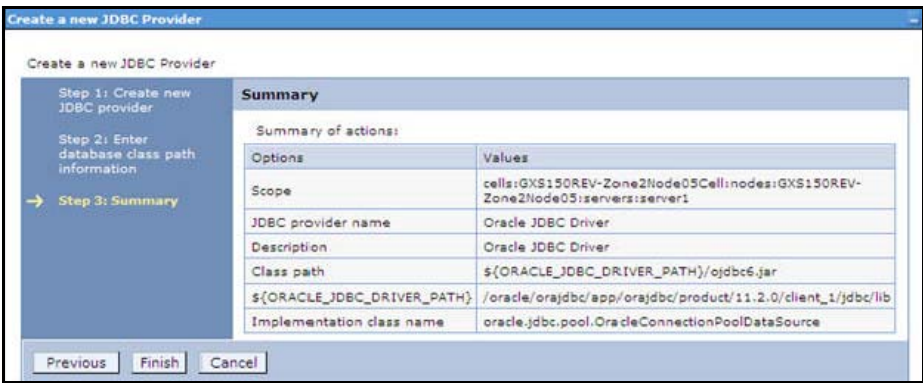 Create a new JDBC Provider
Create a new JDBC Provider
Step 1: Create new
JDBC provider
Step 2: Enter
database class path
information
Step 3: Summary
Summary
Summary of actions:
Options Values
Scope cells:GXS150REV-Zone2Node05Cell:nodes:GXS150REV-
Zone2Node05:servers:server1
JDBC provider name Oracle JDBC Driver
Description Oracle JDBC Driver
Class path ${ORACLE_JDBC_DRIVER_PATH}/ojdbc6.jar
${ORACLE_JDBC_DRIVER_PATH} /oracle/orajdbc/app/orajdbc/product/11.2.0/client_1/jdbc/lib
Implementation class name oracle.jdbc.pool.OracleConnectionPoolDataSource
Previous Finish Cancel